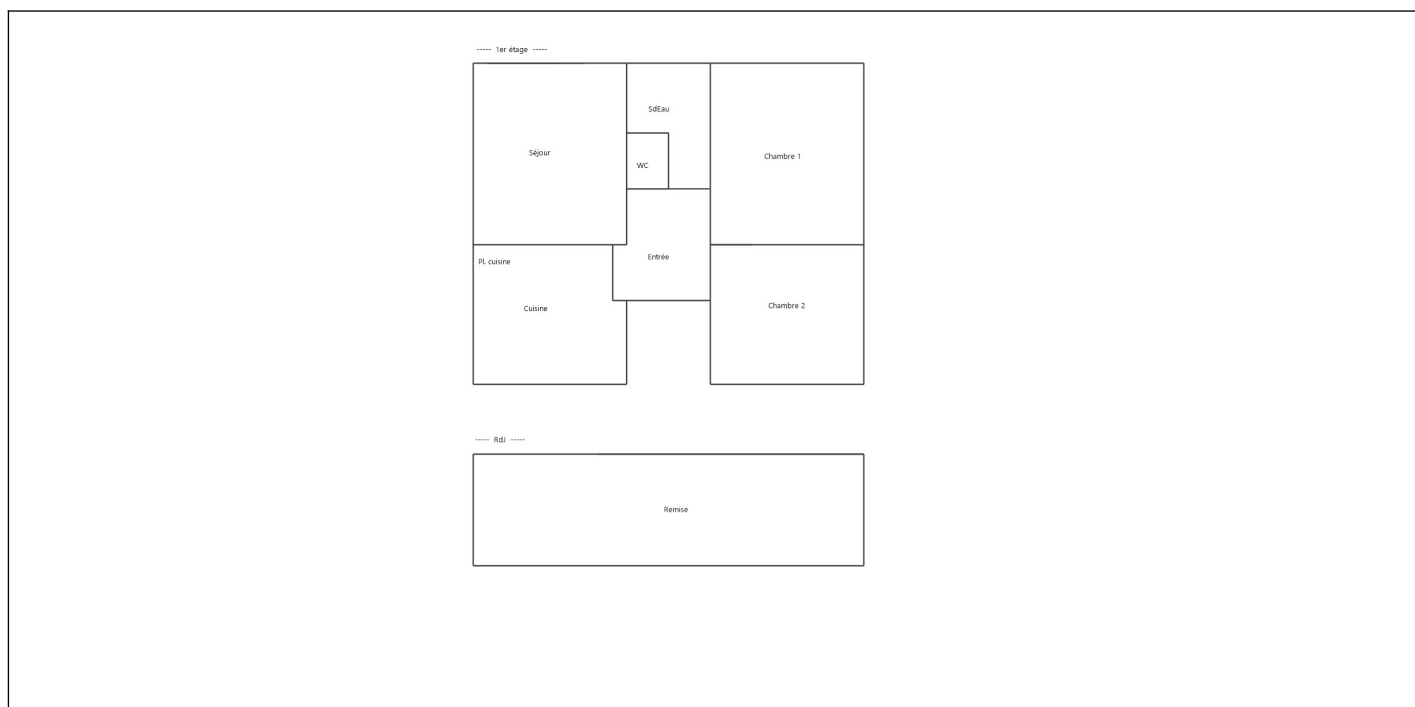 ----- 1er étage -----
SdEau
Séjour
Chambre 1
WC
Entrée
Pl. cuisine
Chambre 2
Cuisine
----- RdJ -----
Remise